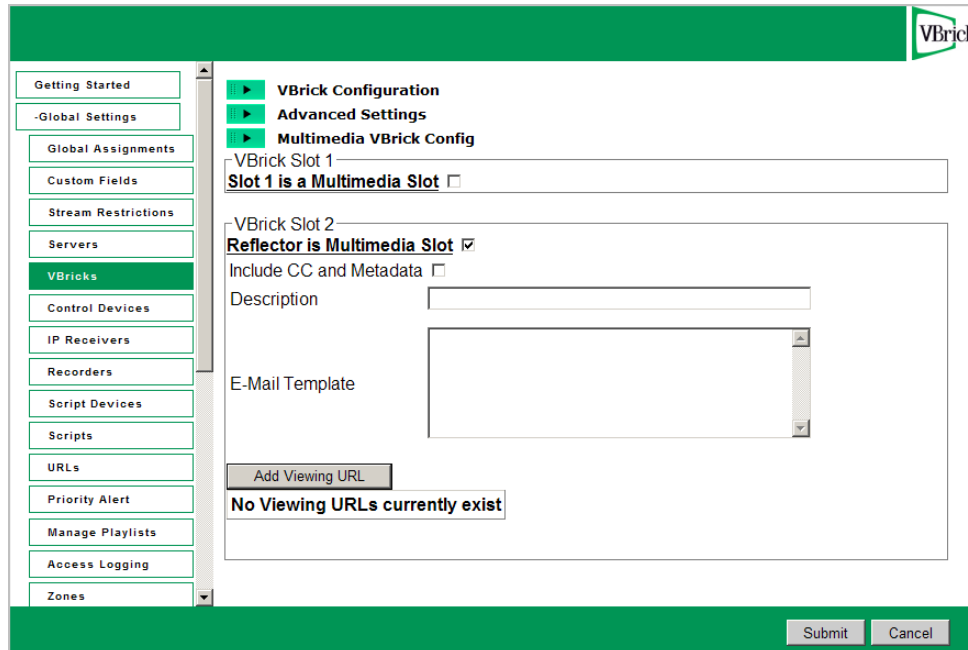 VBrick
Getting Started
-Global Settings
Global Assignments
Custom Fields
Stream Restrictions
Servers
VBricks
Control Devices
IP Receivers
Recorders
Script Devices
Scripts
URLs
Priority Alert
Manage Playlists
Access Logging
Zones
VBrick Configuration
Advanced Settings
Multimedia VBrick Config
VBrick Slot 1
Slot 1 is a Multimedia Slot
VBrick Slot 2
Reflector is Multimedia Slot
Include CC and Metadata
Description
E-Mail Template
Add Viewing URL
No Viewing URLs currently exist
Submit Cancel